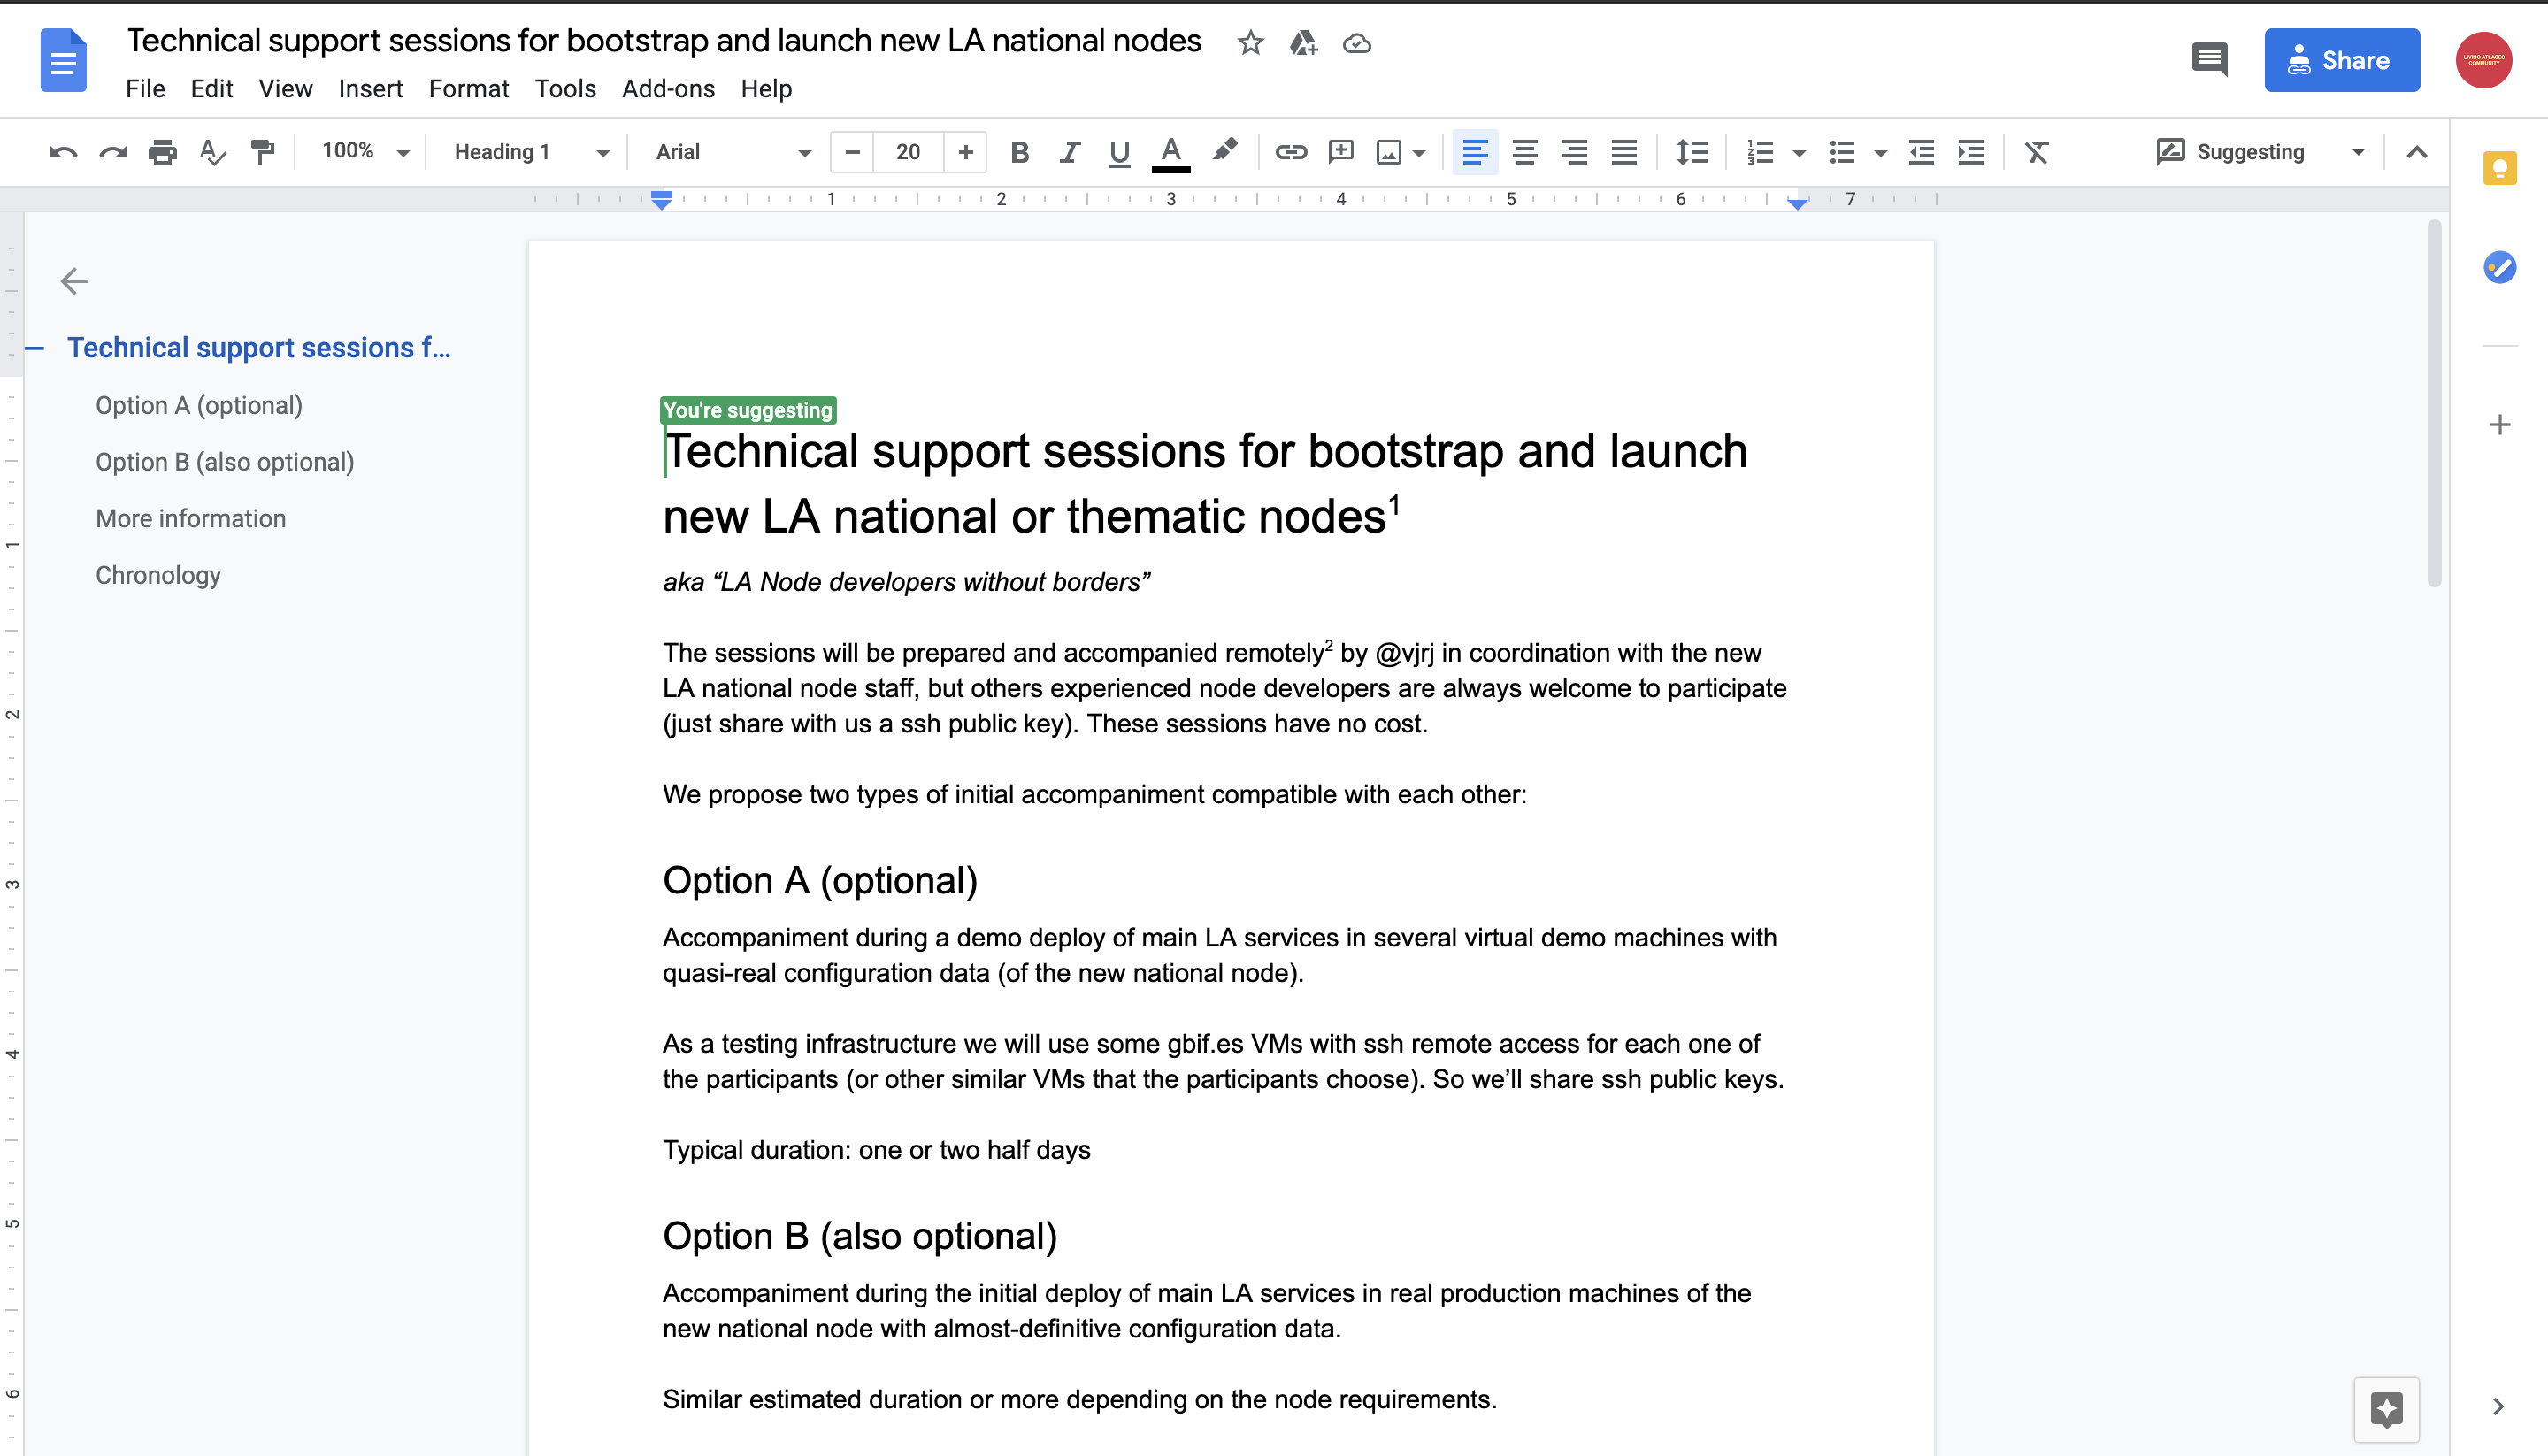 Technical support sessions for bootstrap and launch new LA national nodes
File Edit View Insert Format Tools Add-ons Help
Share
LIVING ATLASES
COMMUNITY
100% Heading 1 Arial 20 Suggesting
1 2 3 4 5 6 7
Technical support sessions f...
Option A (optional)
Option B (also optional)
More information
Chronology
1
2
3
4
5
6
You're suggesting
Technical support sessions for bootstrap and launch
new LA national or thematic nodes¹
aka “LA Node developers without borders”
The sessions will be prepared and accompanied remotely² by @vjrj in coordination with the new
LA national node staff, but others experienced node developers are always welcome to participate
(just share with us a ssh public key). These sessions have no cost.
We propose two types of initial accompaniment compatible with each other:
Option A (optional)
Accompaniment during a demo deploy of main LA services in several virtual demo machines with
quasi-real configuration data (of the new national node).
As a testing infrastructure we will use some gbif.es VMs with ssh remote access for each one of
the participants (or other similar VMs that the participants choose). So we’ll share ssh public keys.
Typical duration: one or two half days
Option B (also optional)
Accompaniment during the initial deploy of main LA services in real production machines of the
new national node with almost-definitive configuration data.
Similar estimated duration or more depending on the node requirements.